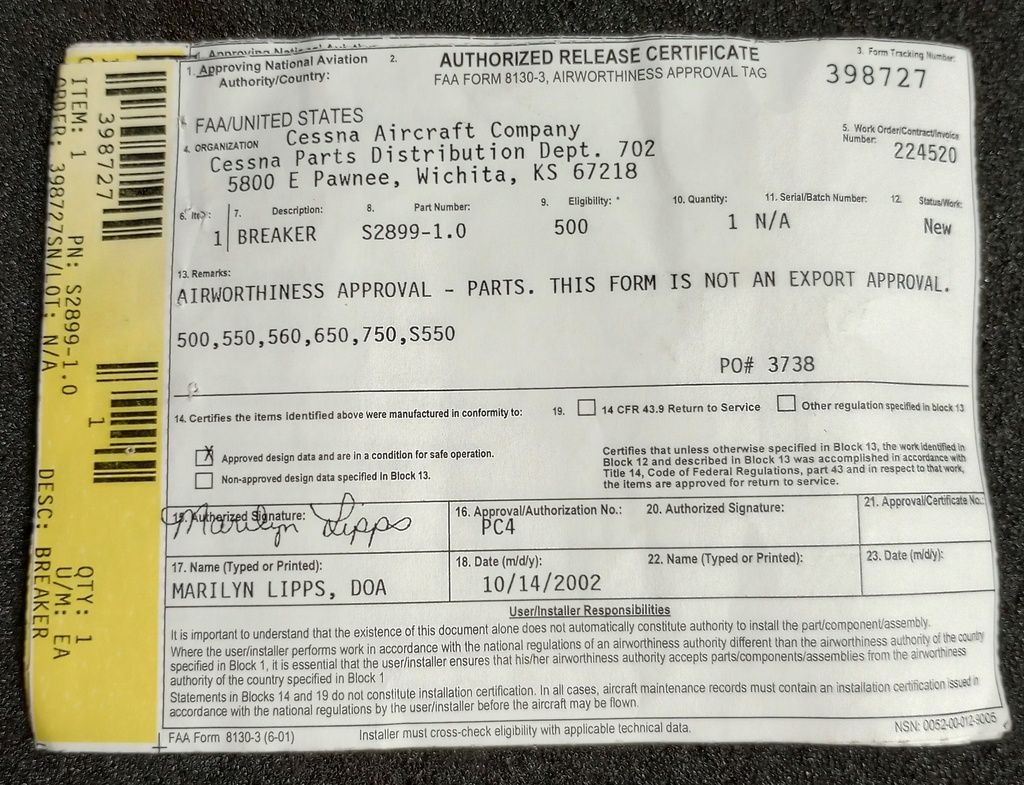 ITEM: 1 PN: S2899-1.0 QTY: 1
398727 1 U/M: EA
ORDER: 398727 SN/LOT: N/A DESC: BREAKER
1. Approving National Aviation Authority/Country:
FAA/UNITED STATES
2.
AUTHORIZED RELEASE CERTIFICATE
FAA FORM 8130-3, AIRWORTHINESS APPROVAL TAG
3. Form Tracking Number:
398727
4. ORGANIZATION
Cessna Aircraft Company
Cessna Parts Distribution Dept. 702
5800 E Pawnee, Wichita, KS 67218
5. Work Order/Contract/Invoice
Number:
224520
6. Item: 7. Description: 8. Part Number: 9. Eligibility: * 10. Quantity: 11. Serial/Batch Number: 12. Status/Work:
1 BREAKER S2899-1.0 500 1 N/A New
13. Remarks:
AIRWORTHINESS APPROVAL - PARTS. THIS FORM IS NOT AN EXPORT APPROVAL.
500,550,560,650,750,S550
PO# 3738
14. Certifies the items identified above were manufactured in conformity to:
X Approved design data and are in a condition for safe operation.
Non-approved design data specified in Block 13.
19. 14 CFR 43.9 Return to Service Other regulation specified in block 13
Certifies that unless otherwise specified in Block 13, the work identified in
Block 12 and described in Block 13 was accomplished in accordance with
Title 14, Code of Federal Regulations, part 43 and in respect to that work,
the items are approved for return to service.
15. Authorized Signature:
Marilyn Lipps
16. Approval/Authorization No.:
PC4
20. Authorized Signature:
21. Approval/Certificate No.:
17. Name (Typed or Printed):
MARILYN LIPPS, DOA
18. Date (m/d/y):
10/14/2002
22. Name (Typed or Printed):
23. Date (m/d/y):
User/Installer Responsibilities
It is important to understand that the existence of this document alone does not automatically constitute authority to install the part/component/assembly.
Where the user/installer performs work in accordance with the national regulations of an airworthiness authority different than the airworthiness authority of the country
specified in Block 1, it is essential that the user/installer ensures that his/her airworthiness authority accepts parts/components/assemblies from the airworthiness
authority of the country specified in Block 1
Statements in Blocks 14 and 19 do not constitute installation certification. In all cases, aircraft maintenance records must contain an installation certification issued in
accordance with the national regulations by the user/installer before the aircraft may be flown.
FAA Form 8130-3 (6-01) Installer must cross-check eligibility with applicable technical data. NSN: 0052-00-012-9005